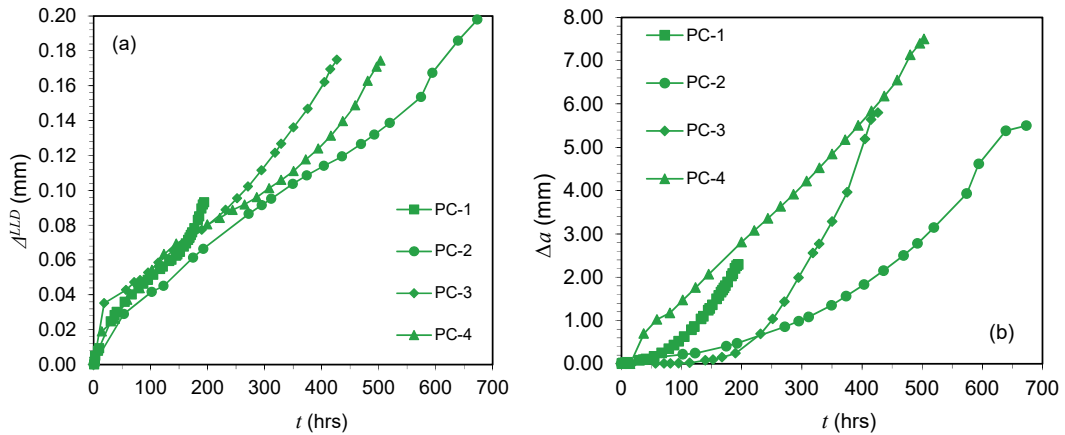 (a)
0.20
0.18
0.16
0.14
0.12
0.10
0.08
0.06
0.04
0.02
0.00
Δ^LLD (mm)
0 100 200 300 400 500 600 700
t (hrs)
PC-1
PC-2
PC-3
PC-4
8.00
7.00
6.00
5.00
4.00
3.00
2.00
1.00
0.00
Δa (mm)
PC-1
PC-2
PC-3
PC-4
(b)
0 100 200 300 400 500 600 700
t (hrs)